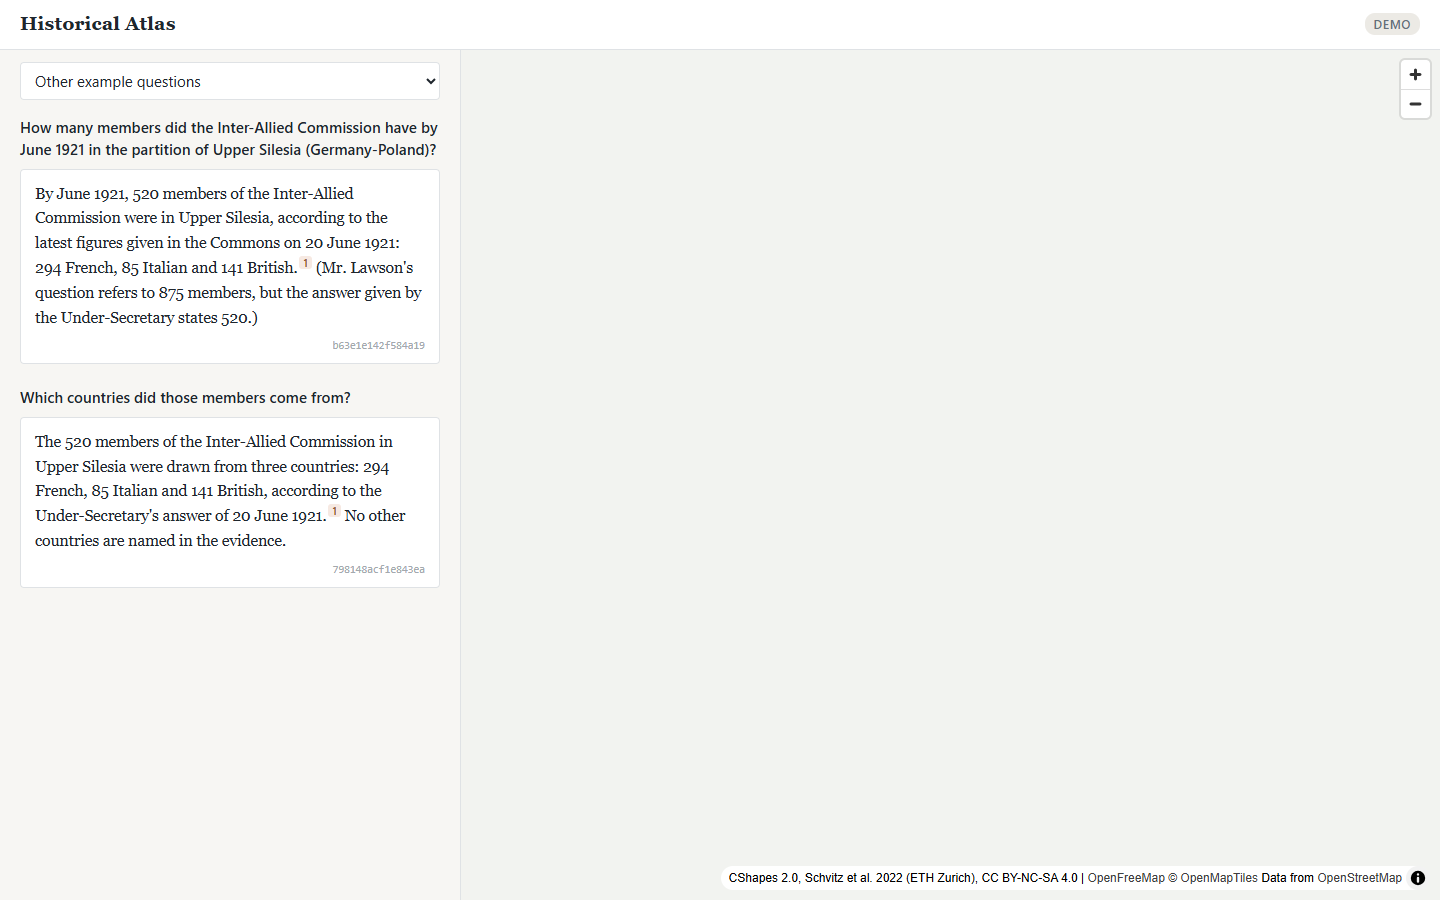 Historical Atlas
DEMO
Other example questions
How many members did the Inter-Allied Commission have by
June 1921 in the partition of Upper Silesia (Germany-Poland)?
By June 1921, 520 members of the Inter-Allied
Commission were in Upper Silesia, according to the
latest figures given in the Commons on 20 June 1921:
294 French, 85 Italian and 141 British. 1 (Mr. Lawson's
question refers to 875 members, but the answer given by
the Under-Secretary states 520.)
b63e1e142f584a19
Which countries did those members come from?
The 520 members of the Inter-Allied Commission in
Upper Silesia were drawn from three countries: 294
French, 85 Italian and 141 British, according to the
Under-Secretary's answer of 20 June 1921. 1 No other
countries are named in the evidence.
798148acf1e843ea
CShapes 2.0, Schvitz et al. 2022 (ETH Zurich), CC BY-NC-SA 4.0 | OpenFreeMap © OpenMapTiles Data from OpenStreetMap